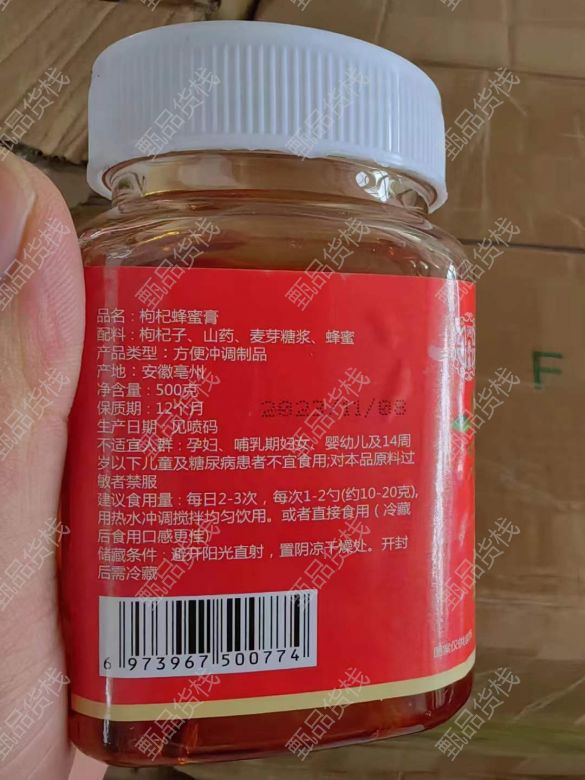 品名：枸杞蜂蜜膏
配料：枸杞子、山药、麦芽糖浆、蜂蜜
产品类型：方便冲调制品
产地：安徽亳州
净含量：500克
保质期：12个月
2023/11/08
生产日期：见喷码
不适宜人群：孕妇、哺乳期妇女、婴幼儿及14周
岁以下儿童及糖尿病患者不宜食用;对本品原料过
敏者禁服
建议食用量：每日2-3次，每次1-2勺(约10-20克),
用热水冲调搅拌均匀饮用。或者直接食用（冷藏
后食用口感更佳）
储藏条件：避开阳光直射，置阴凉干燥处。开封
后需冷藏
6 973967 500774
F
甄品货栈